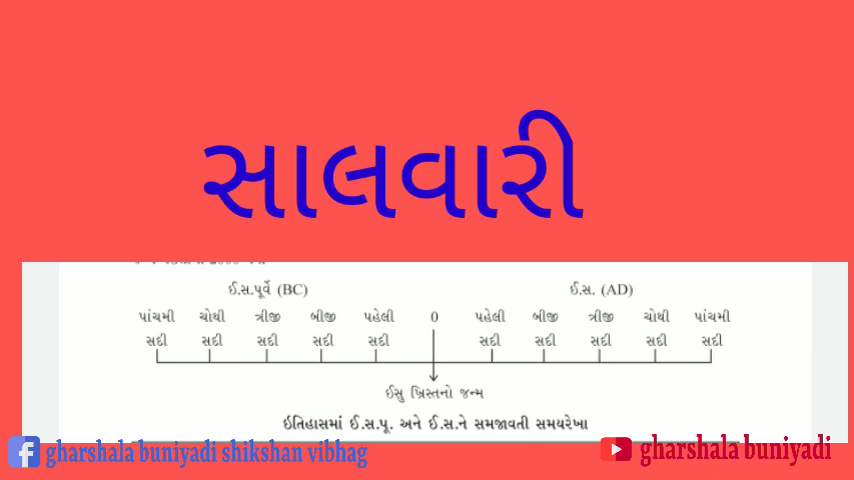 સાલવારી
ઈ.સ.પૂર્વે (BC) ઈ.સ. (AD)
પાંચમી ચોથી ત્રીજી બીજી પહેલી 0 પહેલી બીજી ત્રીજી ચોથી પાંચમી
સદી સદી સદી સદી સદી સદી સદી સદી સદી સદી
ઈસુ ખ્રિસ્તનો જન્મ
ઇતિહાસમાં ઈ.સ.પૂ. અને ઈ.સ.ને સમજાવતી સમયરેખા
gharshala buniyadi shikshan vibhag
gharshala buniyadi